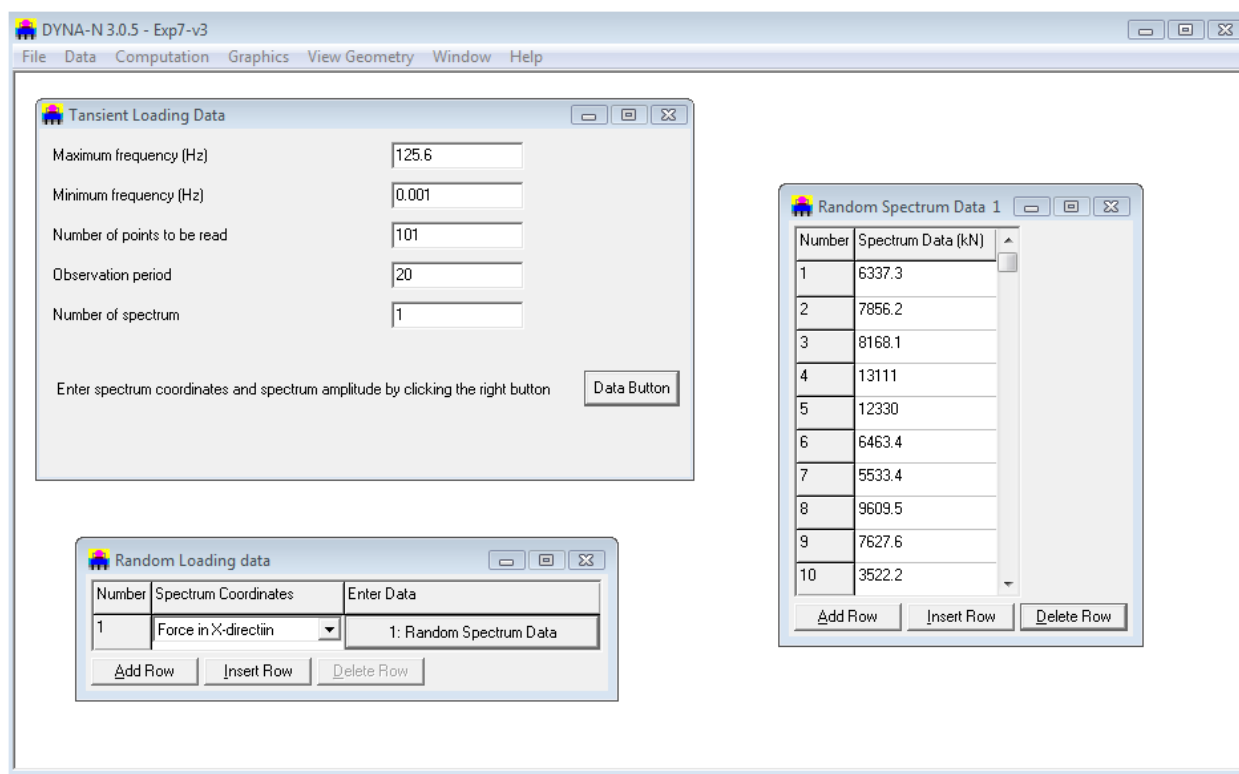 DYNA-N 3.0.5 - Exp7-v3
File Data Computation Graphics View Geometry Window Help
Tansient Loading Data
Maximum frequency (Hz) 125.6
Minimum frequency (Hz) 0.001
Number of points to be read 101
Observation period 20
Number of spectrum 1
Enter spectrum coordinates and spectrum amplitude by clicking the right button Data Button
Random Spectrum Data 1
Number Spectrum Data (kN)
1 6337.3
2 7856.2
3 8168.1
4 13111
5 12330
6 6463.4
7 5533.4
8 9609.5
9 7627.6
10 3522.2
Add Row Insert Row Delete Row
Random Loading data
Number Spectrum Coordinates Enter Data
1 Force in X-directiin 1: Random Spectrum Data
Add Row Insert Row Delete Row